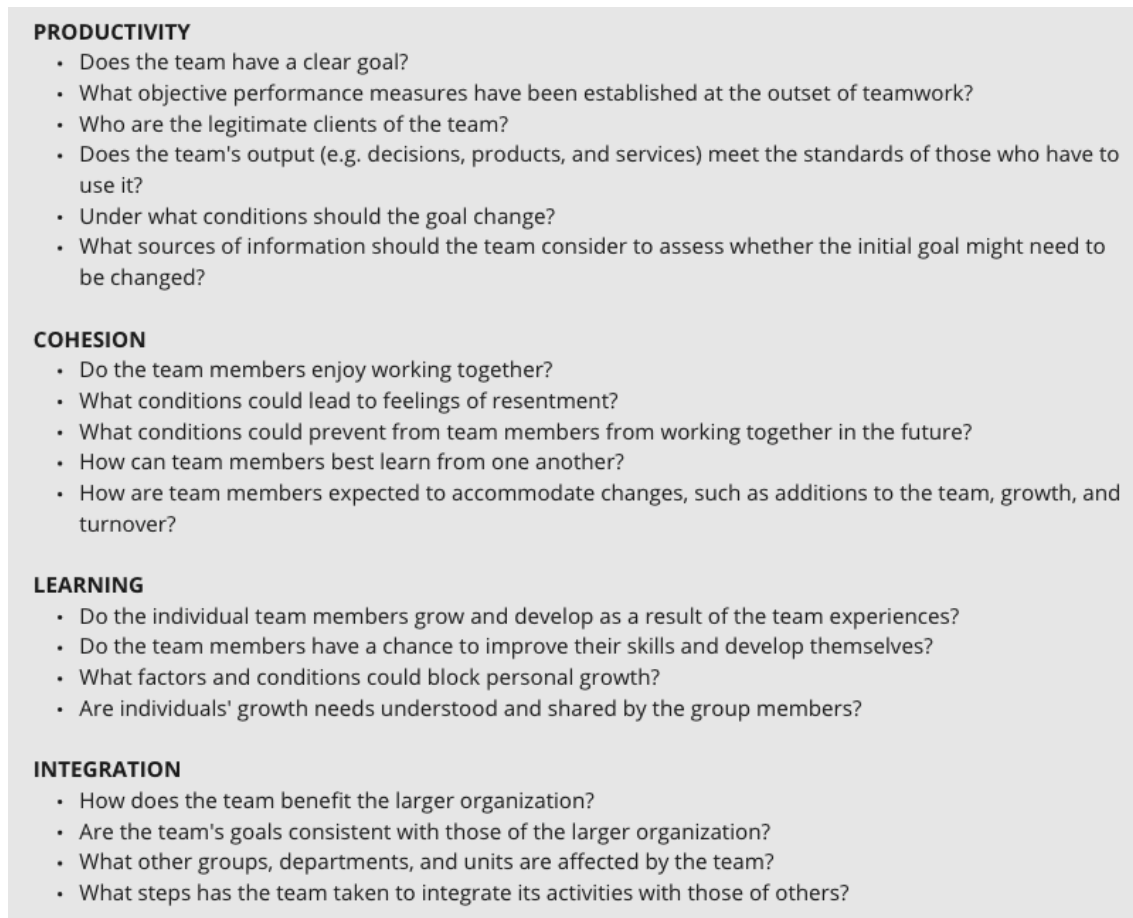 PRODUCTIVITY
• Does the team have a clear goal?
• What objective performance measures have been established at the outset of teamwork?
• Who are the legitimate clients of the team?
• Does the team's output (e.g. decisions, products, and services) meet the standards of those who have to
use it?
• Under what conditions should the goal change?
• What sources of information should the team consider to assess whether the initial goal might need to
be changed?
COHESION
• Do the team members enjoy working together?
• What conditions could lead to feelings of resentment?
• What conditions could prevent from team members from working together in the future?
• How can team members best learn from one another?
• How are team members expected to accommodate changes, such as additions to the team, growth, and
turnover?
LEARNING
• Do the individual team members grow and develop as a result of the team experiences?
• Do the team members have a chance to improve their skills and develop themselves?
• What factors and conditions could block personal growth?
• Are individuals' growth needs understood and shared by the group members?
INTEGRATION
• How does the team benefit the larger organization?
• Are the team's goals consistent with those of the larger organization?
• What other groups, departments, and units are affected by the team?
• What steps has the team taken to integrate its activities with those of others?